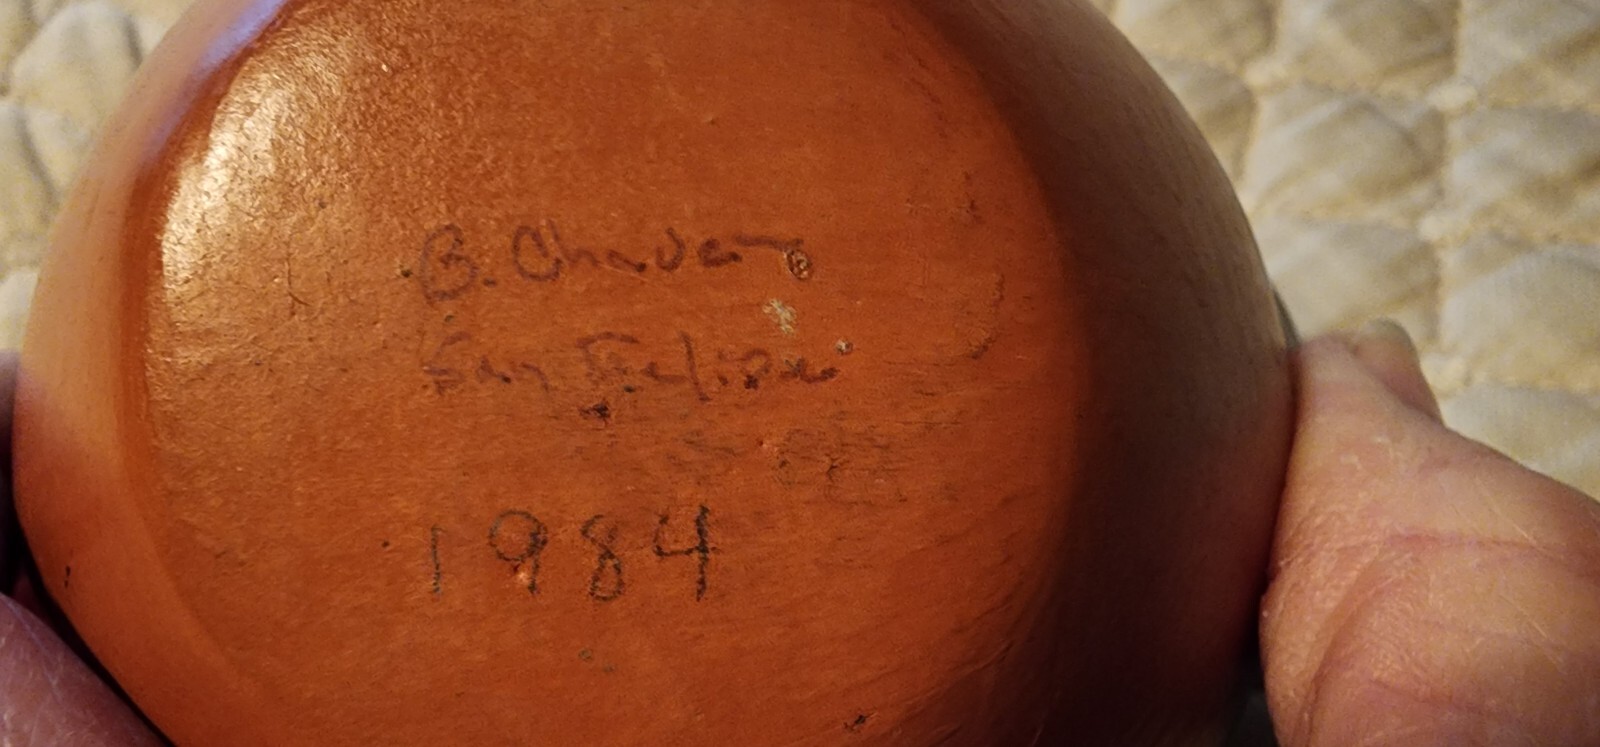 B. Chavez
San Felipe
1984